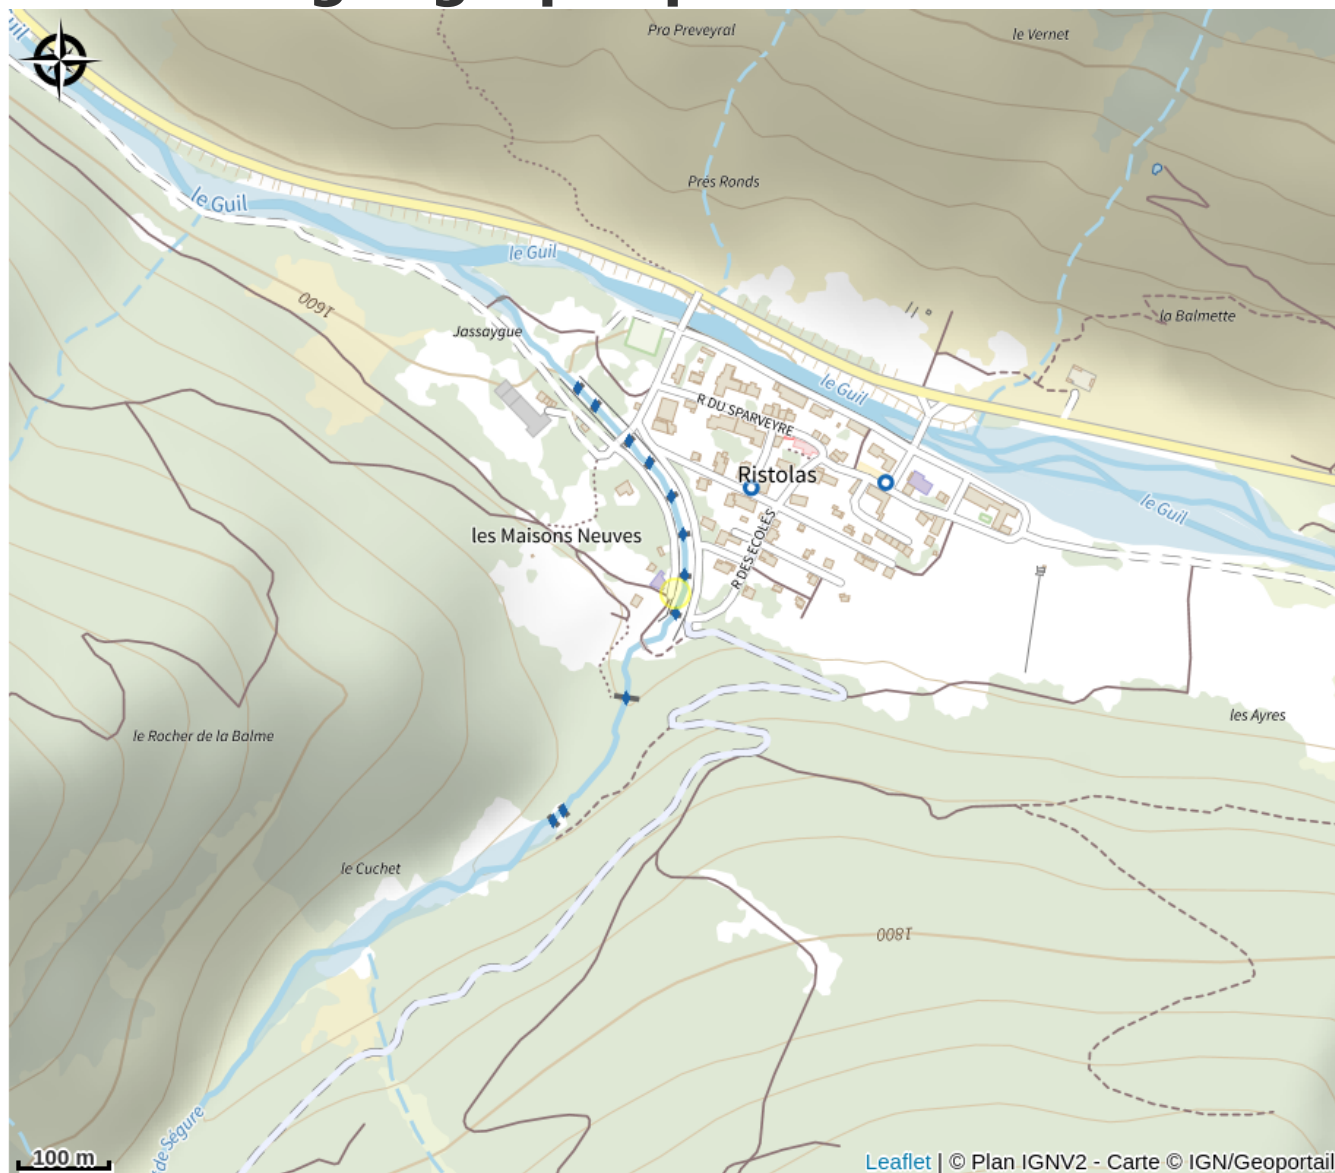 Pra Preveyral
le Vernet
Prés Ronds
le Guil
le Guil
la Balmette
1600
Jassaygue
le Guil
R DU SPARVEYRE
Ristolas
le Guil
les Maisons Neuves
R DES ECOLES
les Ayres
le Rocher de la Balme
le Cuchet
1800
de Ségure
100 m
Leaflet | © Plan IGNV2 - Carte © IGN/Geoportail